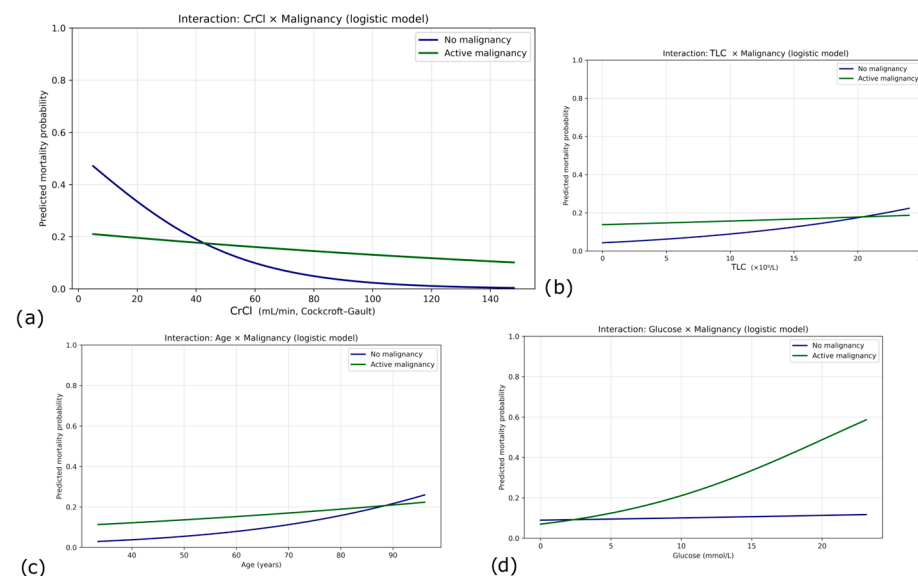 Interaction: CrCl × Malignancy (logistic model)
No malignancy
Active malignancy
Predicted mortality probability
1.0
0.8
0.6
0.4
0.2
0.0
0 20 40 60 80 100 120 140
CrCl (mL/min, Cockcroft–Gault)
(a)
Interaction: TLC × Malignancy (logistic model)
No malignancy
Active malignancy
Predicted mortality probability
1.0
0.8
0.6
0.4
0.2
0.0
0 5 10 15 20
TLC (×10⁹/L)
(b)
Interaction: Age × Malignancy (logistic model)
No malignancy
Active malignancy
Predicted mortality probability
1.0
0.8
0.6
0.4
0.2
0.0
40 50 60 70 80 90
Age (years)
(c)
Interaction: Glucose × Malignancy (logistic model)
No malignancy
Active malignancy
Predicted mortality probability
1.0
0.8
0.6
0.4
0.2
0.0
0 5 10 15 20
Glucose (mmol/L)
(d)